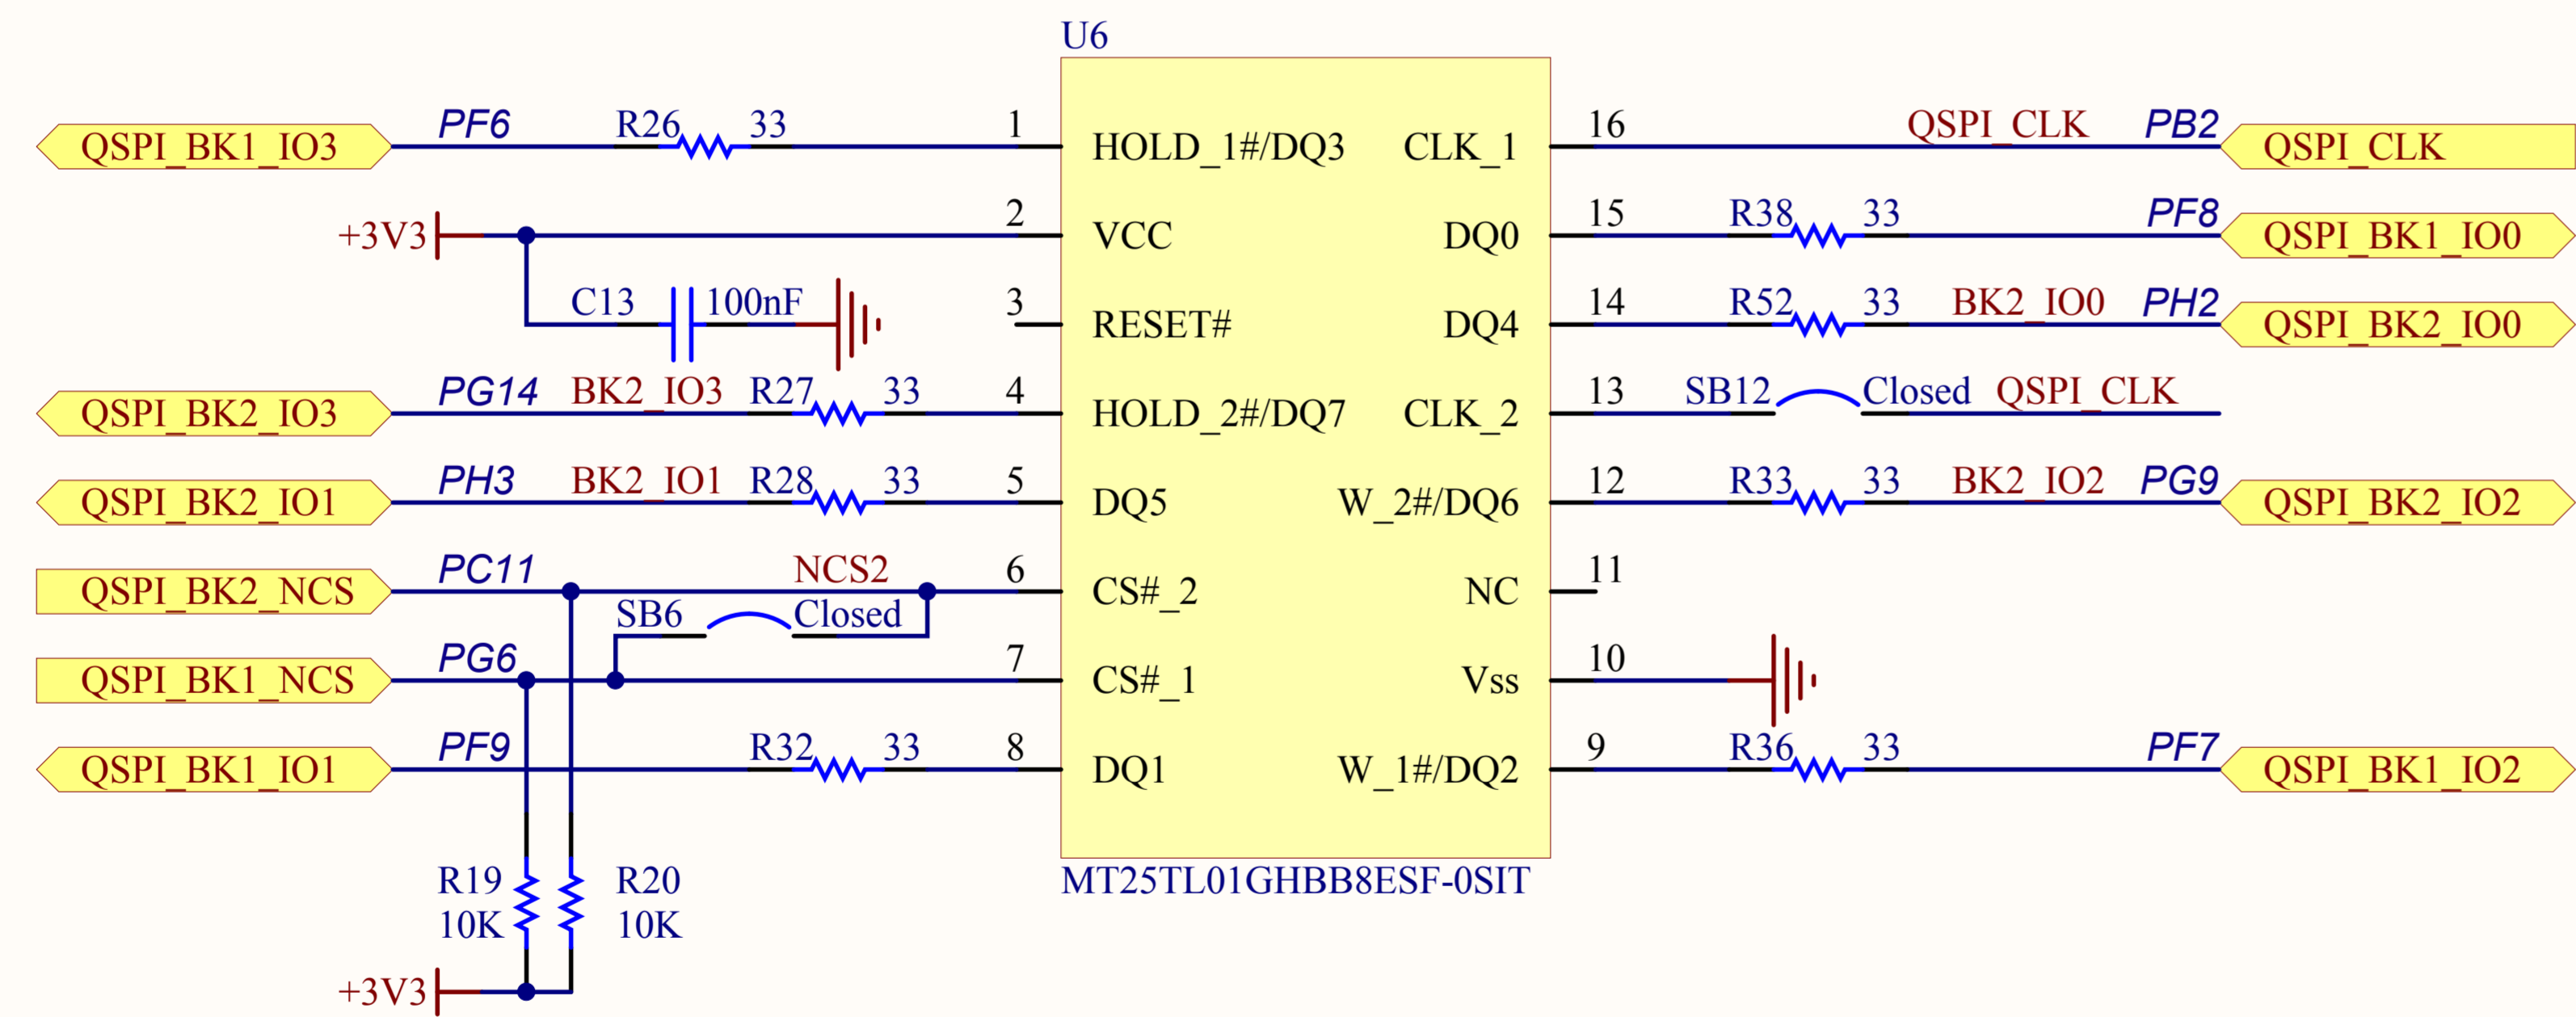 U6
QSPI_BK1_IO3 PF6 R26 33 1 HOLD_1#/DQ3 CLK_1 16 QSPI_CLK PB2 QSPI_CLK
+3V3 2 VCC DQ0 15 R38 33 PF8 QSPI_BK1_IO0
C13 100nF 3 RESET# DQ4 14 R52 33 BK2_IO0 PH2 QSPI_BK2_IO0
QSPI_BK2_IO3 PG14 BK2_IO3 R27 33 4 HOLD_2#/DQ7 CLK_2 13 SB12 Closed QSPI_CLK
QSPI_BK2_IO1 PH3 BK2_IO1 R28 33 5 DQ5 W_2#/DQ6 12 R33 33 BK2_IO2 PG9 QSPI_BK2_IO2
QSPI_BK2_NCS PC11 NCS2 6 CS#_2 NC 11
SB6 Closed
QSPI_BK1_NCS PG6 7 CS#_1 Vss 10
QSPI_BK1_IO1 PF9 R32 33 8 DQ1 W_1#/DQ2 9 R36 33 PF7 QSPI_BK1_IO2
R19 R20 MT25TL01GHBB8ESF-0SIT
10K 10K
+3V3